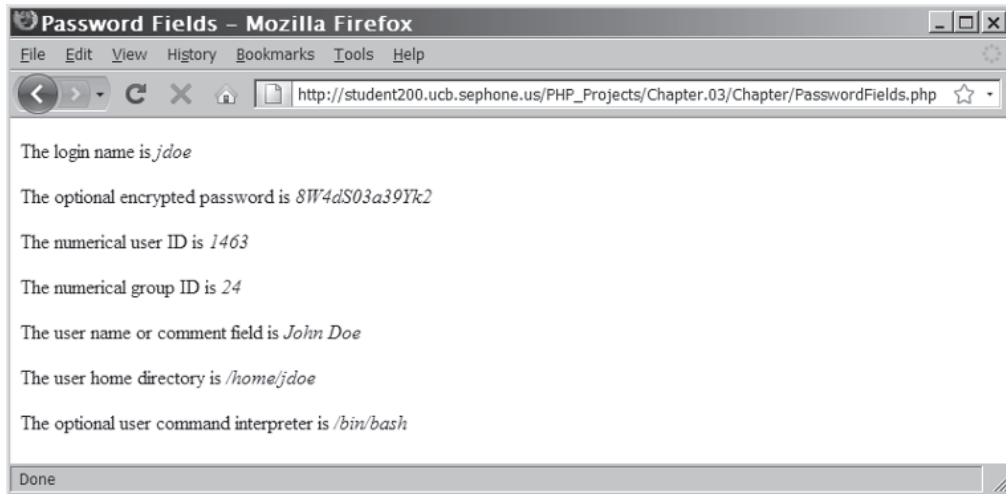 Password Fields – Mozilla Firefox
File Edit View History Bookmarks Tools Help
http://student200.ucb.sephone.us/PHP_Projects/Chapter.03/Chapter/PasswordFields.php
The login name is jdoe
The optional encrypted password is 8W4dS03a39Yk2
The numerical user ID is 1463
The numerical group ID is 24
The user name or comment field is John Doe
The user home directory is /home/jdoe
The optional user command interpreter is /bin/bash
Done